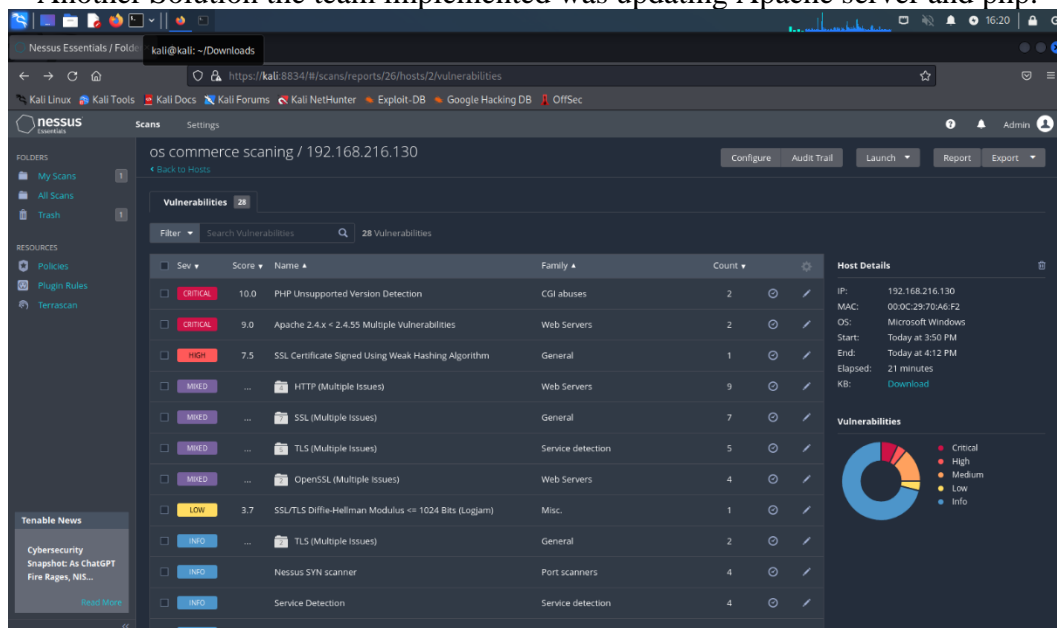 Another Solution the team implemented was updating Apache server and php.
16:20
Nessus Essentials / Folde
kali@kali: ~/Downloads
https://kali:8834/#/scans/reports/26/hosts/2/vulnerabilities
Kali Linux Kali Tools Kali Docs Kali Forums Kali NetHunter Exploit-DB Google Hacking DB OffSec
nessus Essentials Scans Settings Admin
FOLDERS
My Scans 1
All Scans
Trash 1
RESOURCES
Policies
Plugin Rules
Terrascan
Tenable News
Cybersecurity
Snapshot: As ChatGPT
Fire Rages, NIS...
Read More
os commerce scaning / 192.168.216.130
Configure Audit Trail Launch Report Export
< Back to Hosts
Vulnerabilities 28
Filter Search Vulnerabilities 28 Vulnerabilities
Sev Score Name Family Count
CRITICAL 10.0 PHP Unsupported Version Detection CGI abuses 2
CRITICAL 9.0 Apache 2.4.x < 2.4.55 Multiple Vulnerabilities Web Servers 2
HIGH 7.5 SSL Certificate Signed Using Weak Hashing Algorithm General 1
MIXED ... HTTP (Multiple Issues) Web Servers 9
MIXED ... SSL (Multiple Issues) General 7
MIXED ... TLS (Multiple Issues) Service detection 5
MIXED ... OpenSSL (Multiple Issues) Web Servers 4
LOW 3.7 SSL/TLS Diffie-Hellman Modulus <= 1024 Bits (Logjam) Misc. 1
INFO ... TLS (Multiple Issues) General 2
INFO Nessus SYN scanner Port scanners 4
INFO Service Detection Service detection 4
Host Details
IP: 192.168.216.130
MAC: 00:0C:29:70:A6:F2
OS: Microsoft Windows
Start: Today at 3:50 PM
End: Today at 4:12 PM
Elapsed: 21 minutes
KB: Download
Vulnerabilities
Critical
High
Medium
Low
Info